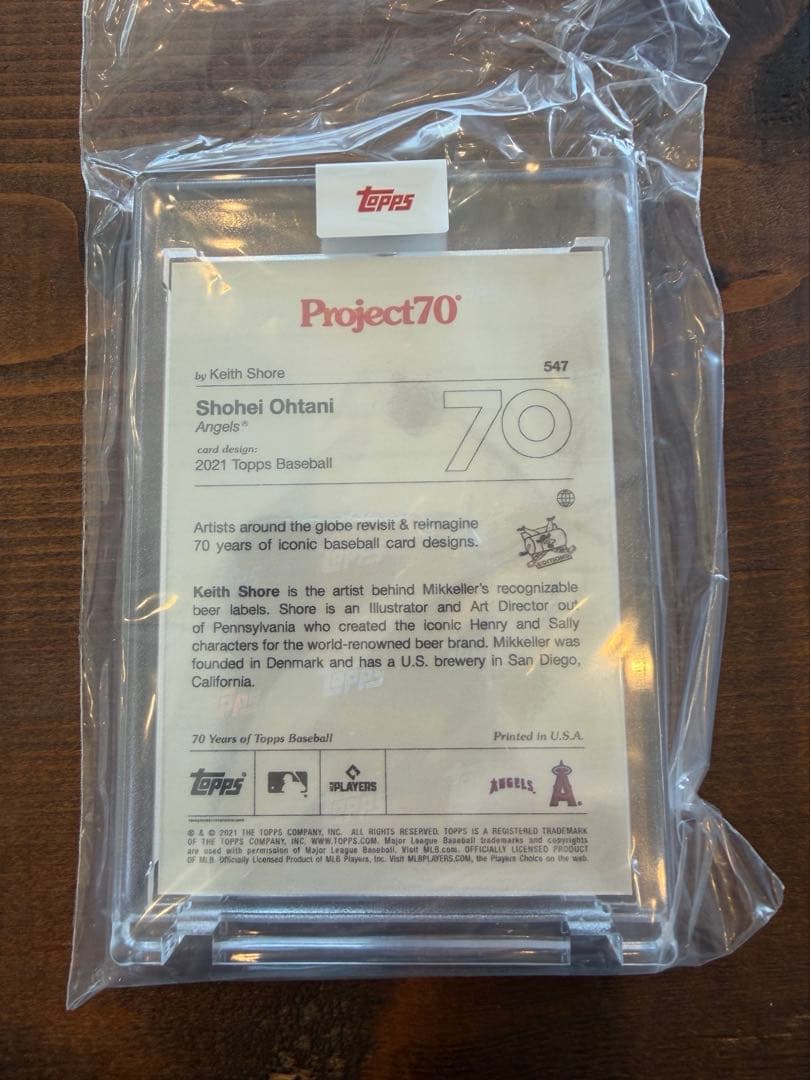 Topps
Project70®
by Keith Shore
547
Shohei Ohtani
Angels®
card design:
2021 Topps Baseball
70
Artists around the globe revisit & reimagine
70 years of iconic baseball card designs.
EDITIONS
Keith Shore is the artist behind Mikkeller's recognizable
beer labels. Shore is an Illustrator and Art Director out
of Pennsylvania who created the iconic Henry and Sally
characters for the world-renowned beer brand. Mikkeller was
founded in Denmark and has a U.S. brewery in San Diego,
California.
70 Years of Topps Baseball
Printed in U.S.A.
Topps PLAYERS ANGELS A
® & © 2021 THE TOPPS COMPANY, INC. ALL RIGHTS RESERVED. TOPPS IS A REGISTERED TRADEMARK
OF THE TOPPS COMPANY, INC. WWW.TOPPS.COM. Major League Baseball trademarks and copyrights
are used with permission of Major League Baseball. Visit MLB.com. OFFICIALLY LICENSED PRODUCT
OF MLB. Officially Licensed Product of MLB Players, Inc. Visit MLBPLAYERS.COM, the Players Choice on the web.